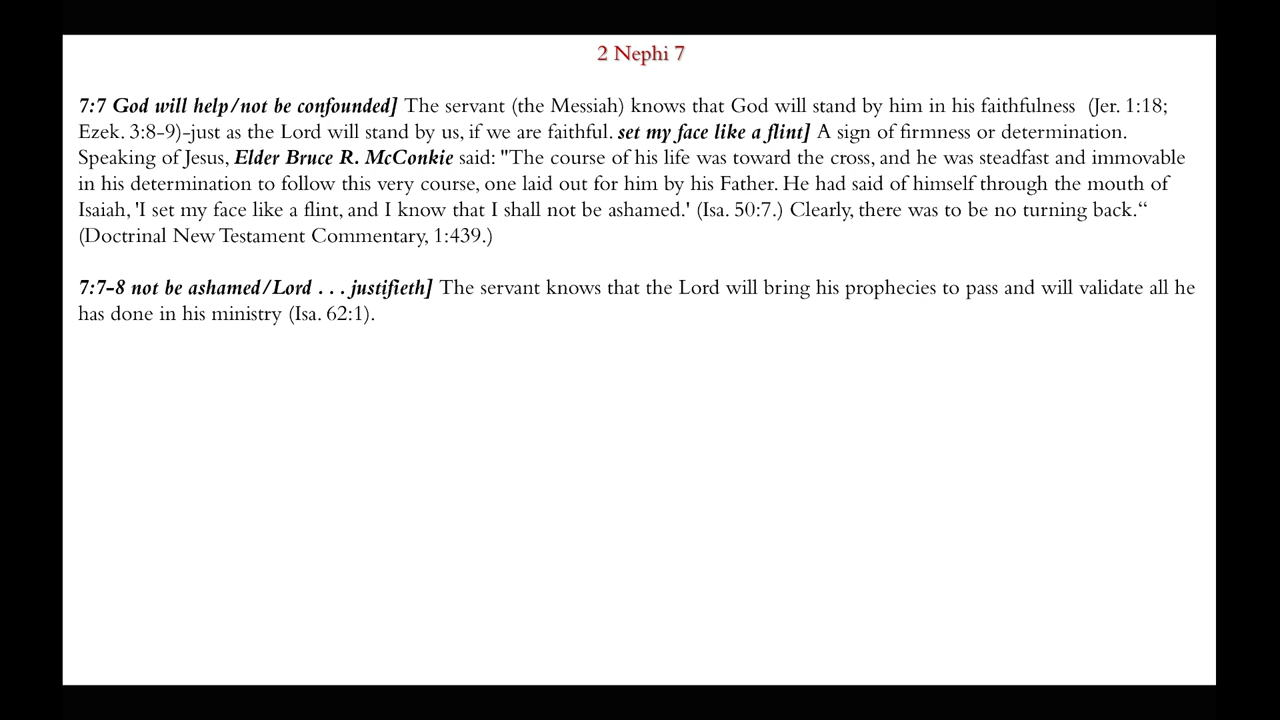 2 Nephi 7
7:7 God will help/not be confounded] The servant (the Messiah) knows that God will stand by him in his faithfulness  (Jer. 1:18;
Ezek. 3:8-9)-just as the Lord will stand by us, if we are faithful. set my face like a flint] A sign of firmness or determination.
Speaking of Jesus, Elder Bruce R. McConkie said: "The course of his life was toward the cross, and he was steadfast and immovable
in his determination to follow this very course, one laid out for him by his Father. He had said of himself through the mouth of
Isaiah, 'I set my face like a flint, and I know that I shall not be ashamed.' (Isa. 50:7.) Clearly, there was to be no turning back.“
(Doctrinal New Testament Commentary, 1:439.)
7:7-8 not be ashamed/Lord . . . justifieth] The servant knows that the Lord will bring his prophecies to pass and will validate all he
has done in his ministry (Isa. 62:1).